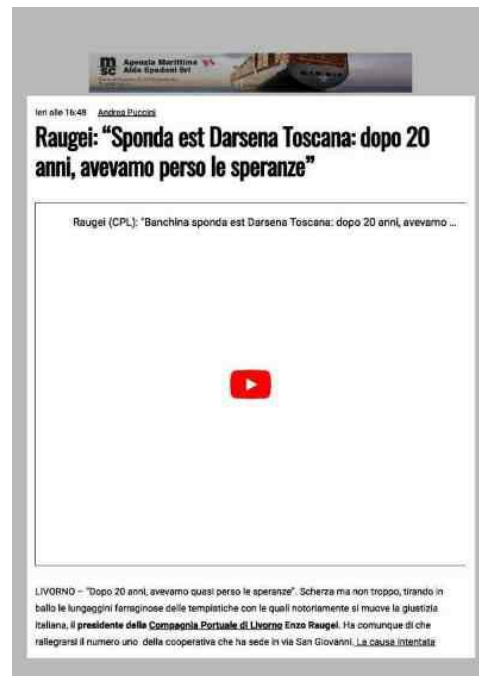 msc Agenzia Marittima
Aldo Spadoni Srl
Ieri alle 16:48 Andrea Puccini
Raugei: “Sponda est Darsena Toscana: dopo 20
anni, avevamo perso le speranze”
Raugei (CPL): "Banchina sponda est Darsena Toscana: dopo 20 anni, avevamo ...
LIVORNO – “Dopo 20 anni, avevamo quasi perso le speranze”. Scherza ma non troppo, tirando in
ballo le lungaggini farraginose delle tempistiche con le quali notoriamente si muove la giustizia
italiana, il presidente della Compagnia Portuale di Livorno Enzo Raugei. Ha comunque di che
rallegrarsi il numero uno della cooperativa che ha sede in via San Giovanni. La causa intentata